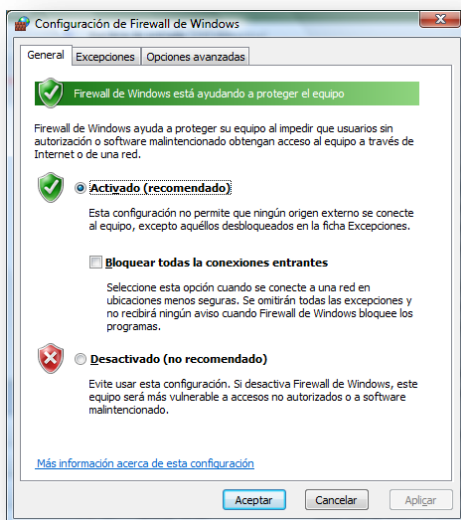 Configuración de Firewall de Windows
General Excepciones Opciones avanzadas
Firewall de Windows está ayudando a proteger el equipo
Firewall de Windows ayuda a proteger su equipo al impedir que usuarios sin
autorización o software malintencionado obtengan acceso al equipo a través de
Internet o de una red.
Activado (recomendado)
Esta configuración no permite que ningún origen externo se conecte
al equipo, excepto aquéllos desbloqueados en la ficha Excepciones.
Bloquear todas la conexiones entrantes
Seleccione esta opción cuando se conecte a una red en
ubicaciones menos seguras. Se omitirán todas las excepciones y
no recibirá ningún aviso cuando Firewall de Windows bloquee los
programas.
Desactivado (no recomendado)
Evite usar esta configuración. Si desactiva Firewall de Windows, este
equipo será más vulnerable a accesos no autorizados o a software
malintencionado.
Más información acerca de esta configuración
Aceptar Cancelar Aplicar